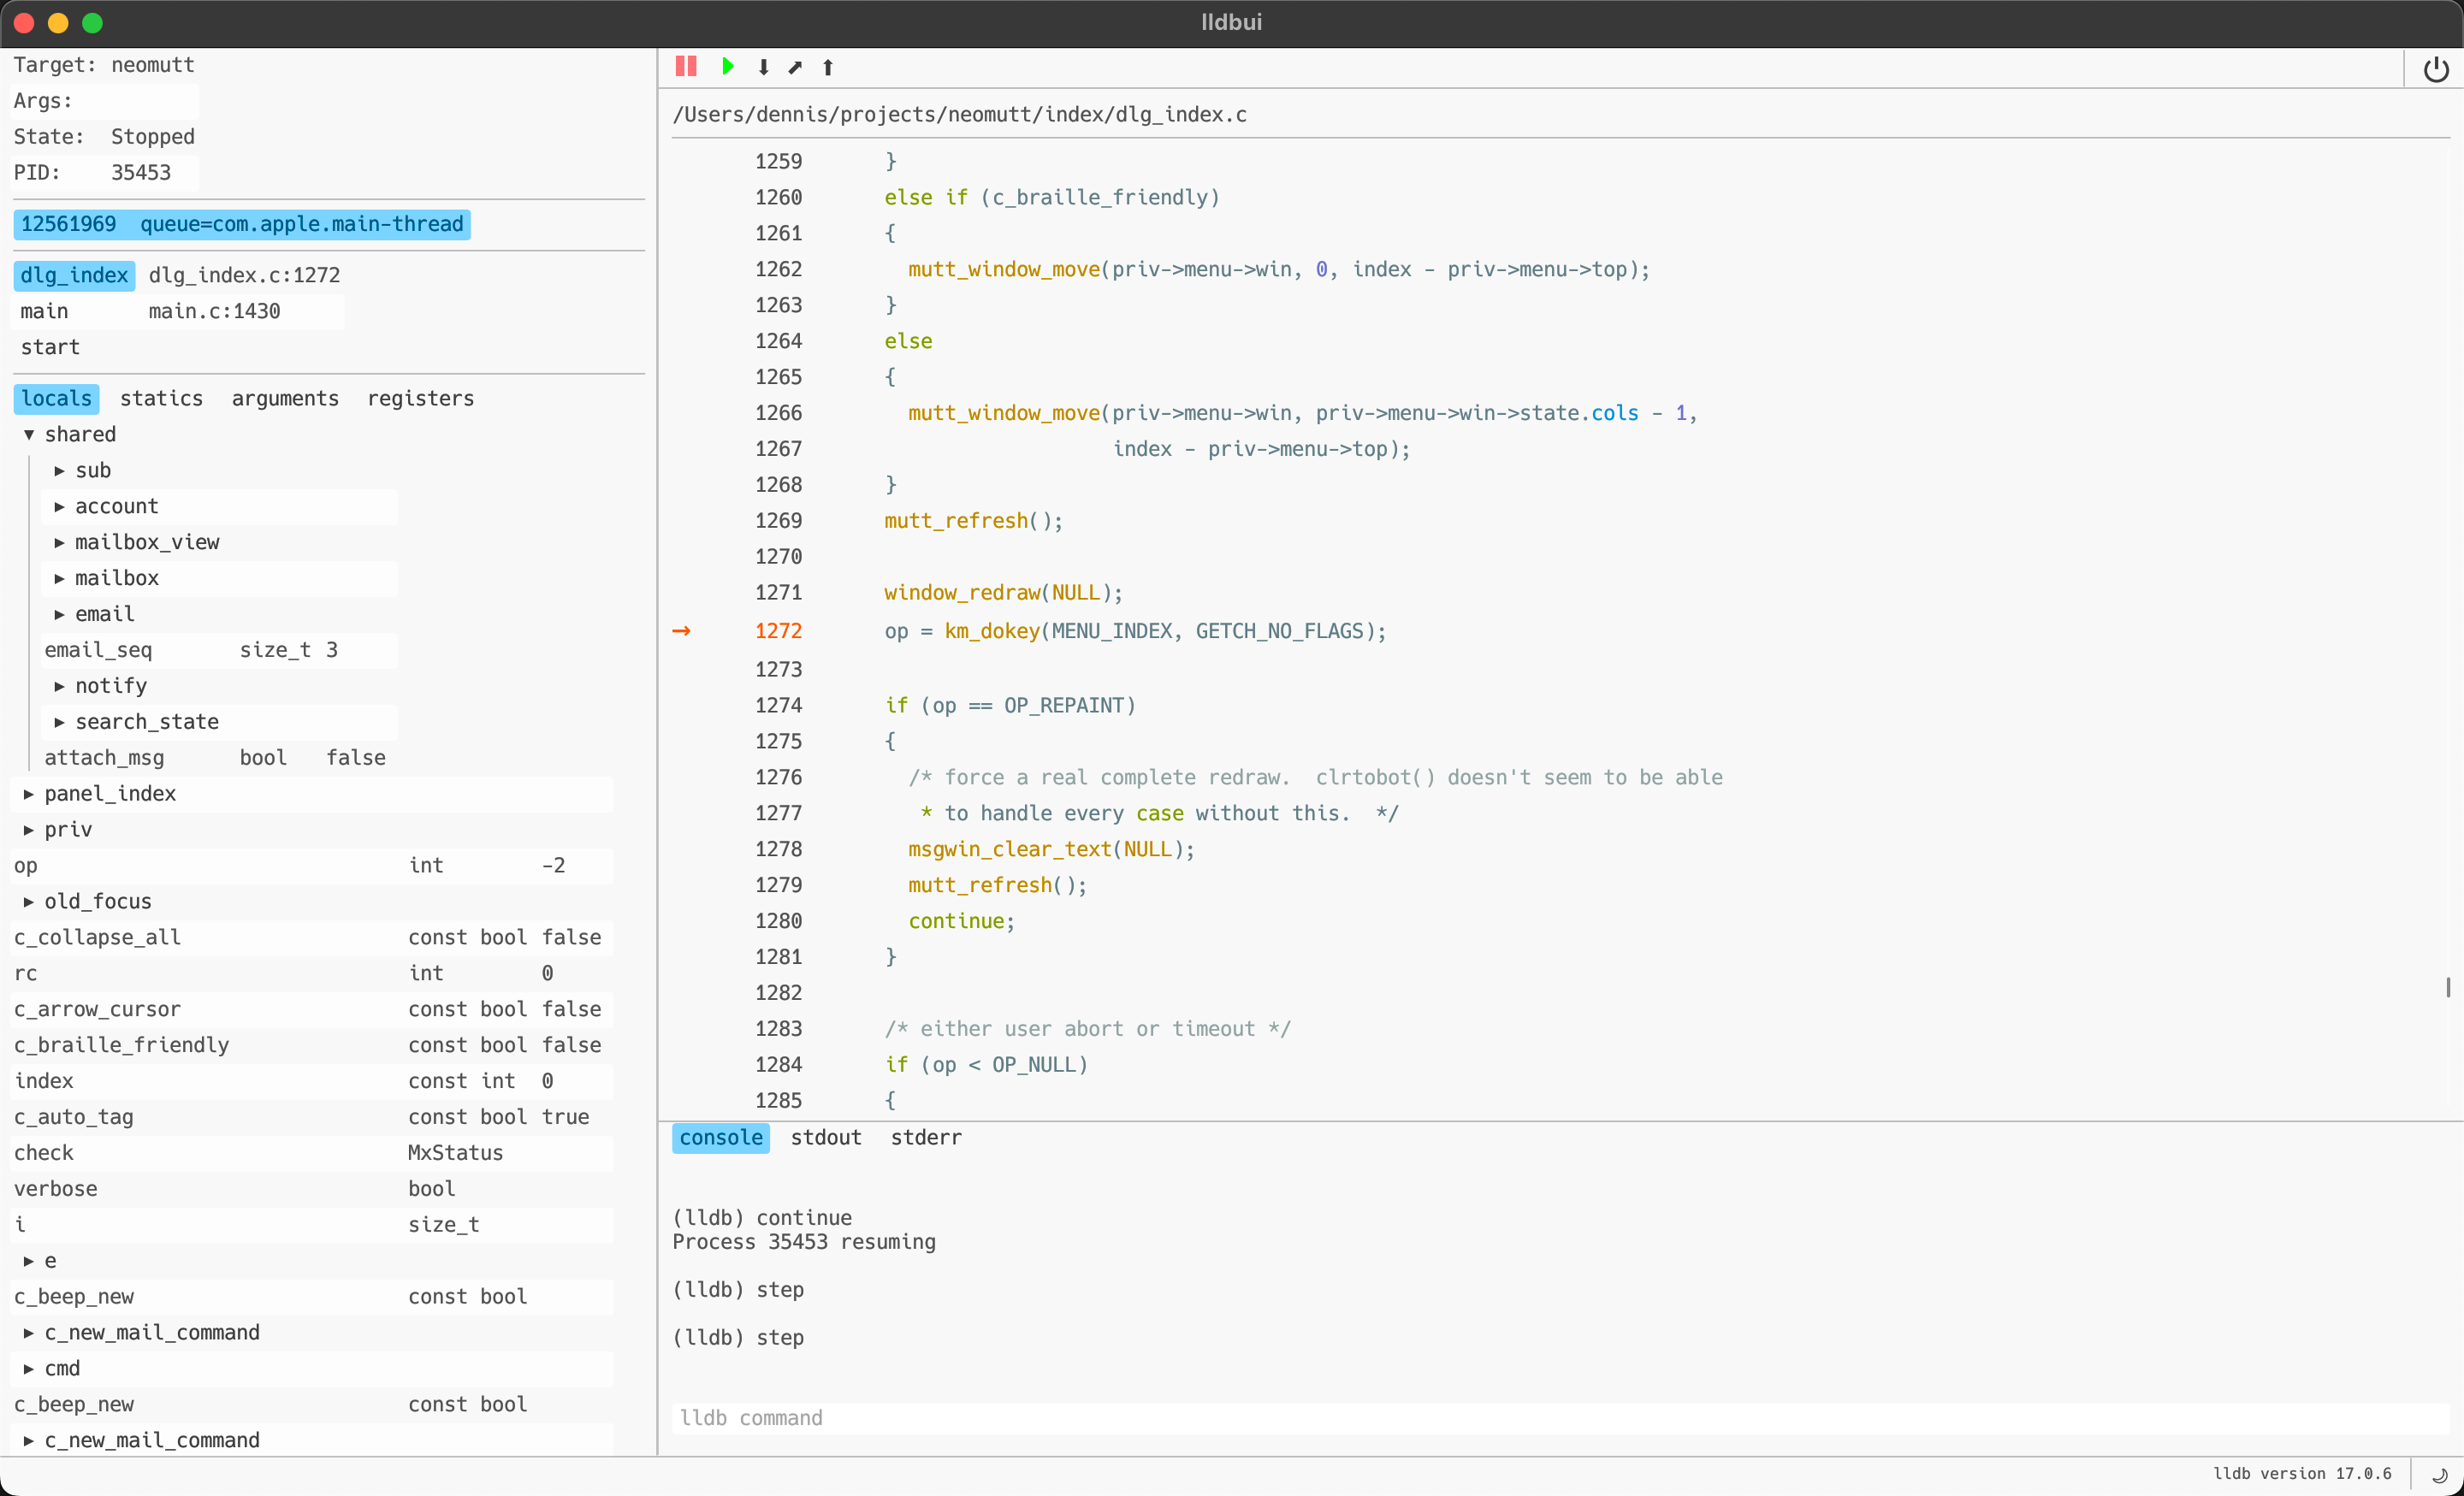 lldbui
Target: neomutt
Args:
State: Stopped
PID: 35453
12561969 queue=com.apple.main-thread
dlg_index dlg_index.c:1272
main main.c:1430
start
locals statics arguments registers
▼ shared
▶ sub
▶ account
▶ mailbox_view
▶ mailbox
▶ email
email_seq size_t 3
▶ notify
▶ search_state
attach_msg bool false
▶ panel_index
▶ priv
op int -2
▶ old_focus
c_collapse_all const bool false
rc int 0
c_arrow_cursor const bool false
c_braille_friendly const bool false
index const int 0
c_auto_tag const bool true
check MxStatus
verbose bool
i size_t
▶ e
c_beep_new const bool
▶ c_new_mail_command
▶ cmd
c_beep_new const bool
▶ c_new_mail_command
/Users/dennis/projects/neomutt/index/dlg_index.c
1259 }
1260 else if (c_braille_friendly)
1261 {
1262 mutt_window_move(priv->menu->win, 0, index - priv->menu->top);
1263 }
1264 else
1265 {
1266 mutt_window_move(priv->menu->win, priv->menu->win->state.cols - 1,
1267 index - priv->menu->top);
1268 }
1269 mutt_refresh();
1270
1271 window_redraw(NULL);
→ 1272 op = km_dokey(MENU_INDEX, GETCH_NO_FLAGS);
1273
1274 if (op == OP_REPAINT)
1275 {
1276 /* force a real complete redraw.  clrtobot() doesn't seem to be able
1277 * to handle every case without this.  */
1278 msgwin_clear_text(NULL);
1279 mutt_refresh();
1280 continue;
1281 }
1282
1283 /* either user abort or timeout */
1284 if (op < OP_NULL)
1285 {
console stdout stderr
(lldb) continue
Process 35453 resuming
(lldb) step
(lldb) step
lldb command
lldb version 17.0.6